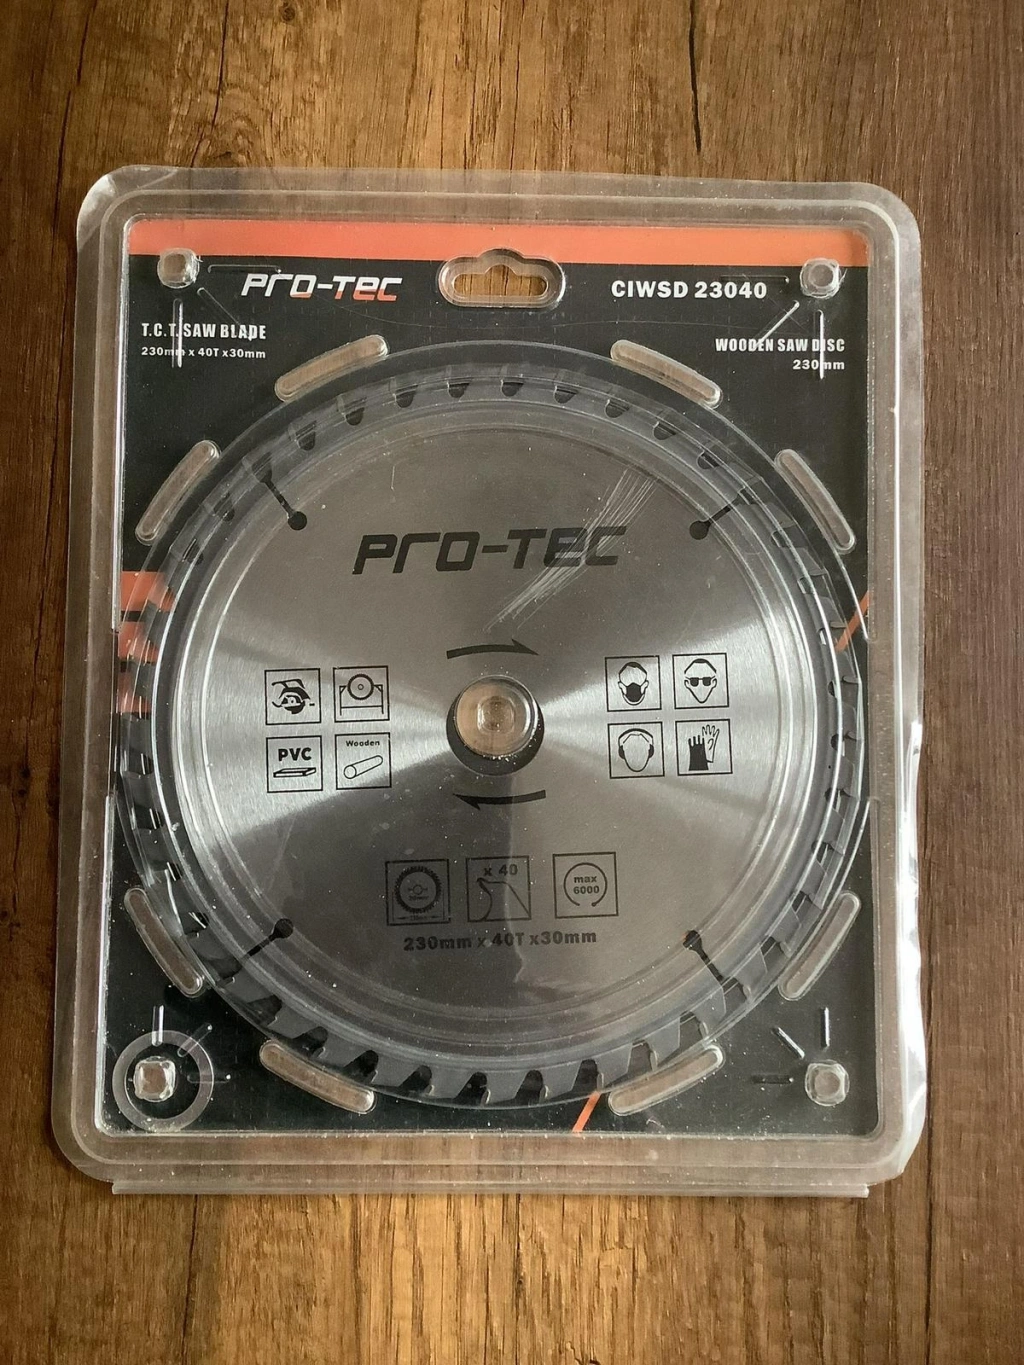 PRO-TEC
CIWSD 23040
T.C.T. SAW BLADE
230mm x 40T x30mm
WOODEN SAW DISC
230mm
PRO-TEC
PVC
Wooden
x 40
max
6000
230mm x 40T x30mm